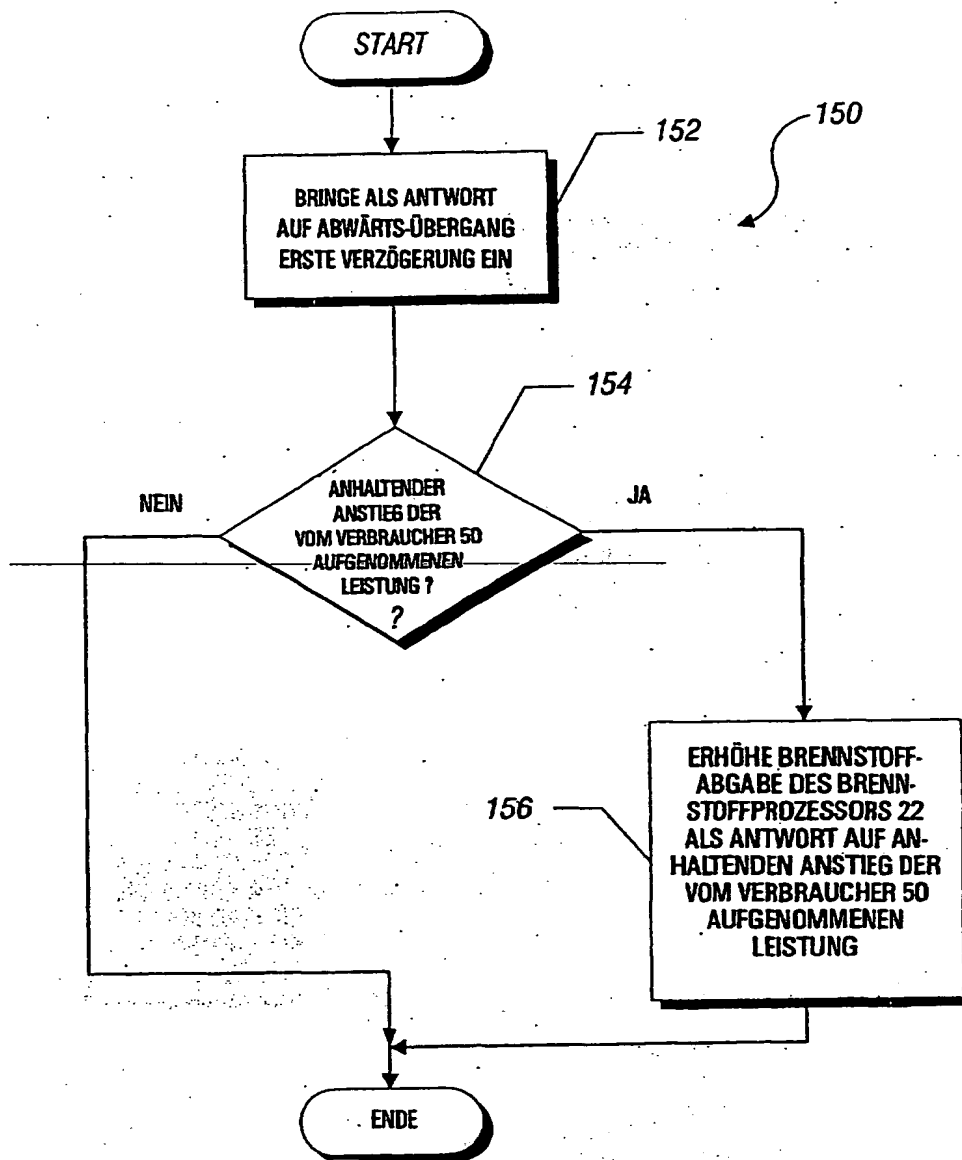 START
150
152
BRINGE ALS ANTWORT
AUF ABWÄRTS-ÜBERGANG
ERSTE VERZÖGERUNG EIN
154
NEIN
JA
ANHALTENDER
ANSTIEG DER
VOM VERBRAUCHER 50
AUFGENOMMENEN
LEISTUNG ?
?
156
ERHÖHE BRENNSTOFF-
ABGABE DES BRENN-
STOFFPROZESSORS 22
ALS ANTWORT AUF AN-
HALTENDEN ANSTIEG DER
VOM VERBRAUCHER 50
AUFGENOMMENEN
LEISTUNG
ENDE